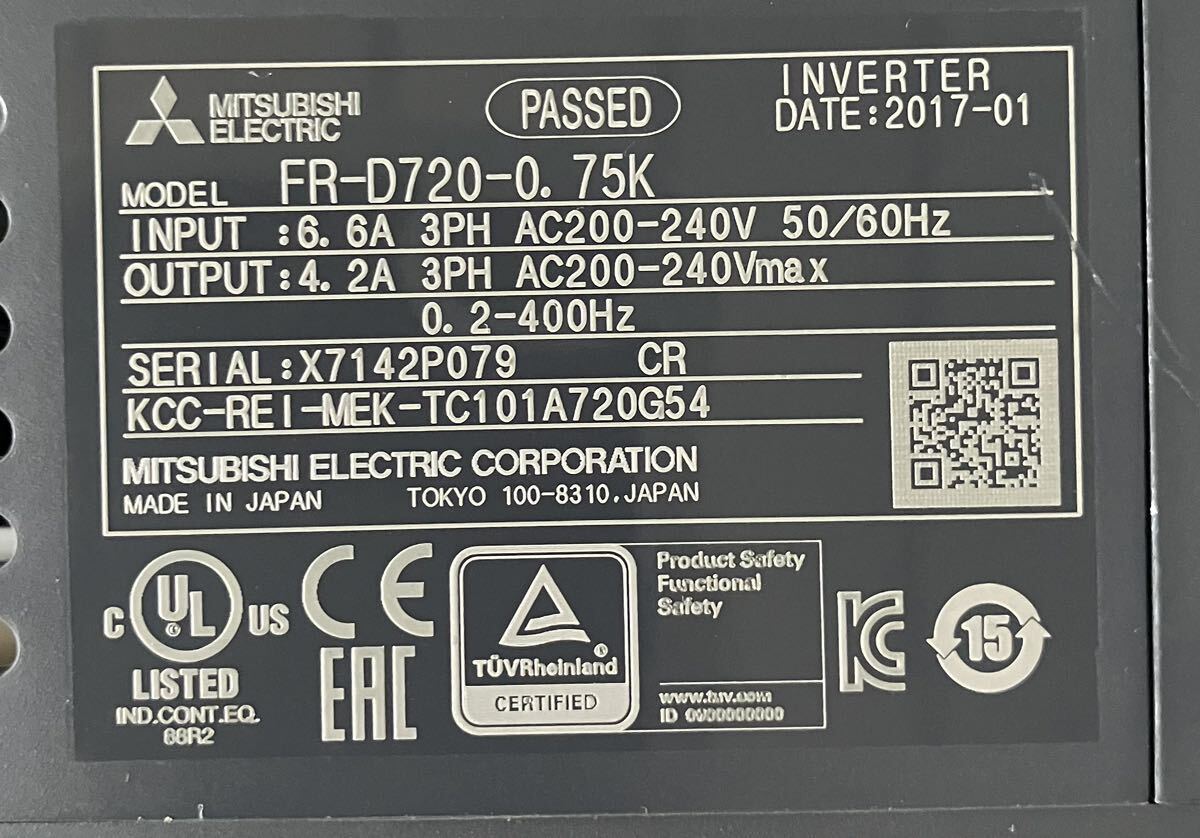 MITSUBISHI
ELECTRIC
PASSED
INVERTER
DATE:2017-01
MODEL FR-D720-0.75K
INPUT :6.6A 3PH AC200-240V 50/60Hz
OUTPUT:4.2A 3PH AC200-240Vmax
0.2-400Hz
SERIAL:X7142P079 CR
KCC-REI-MEK-TC101A720G54
MITSUBISHI ELECTRIC CORPORATION
MADE IN JAPAN TOKYO 100-8310,JAPAN
C UL US
LISTED
IND.CONT.EQ.
66R2
CE
EAC
TÜVRheinland
CERTIFIED
Product Safety
Functional
Safety
www.tuv.com
ID 0000000000
KC
15